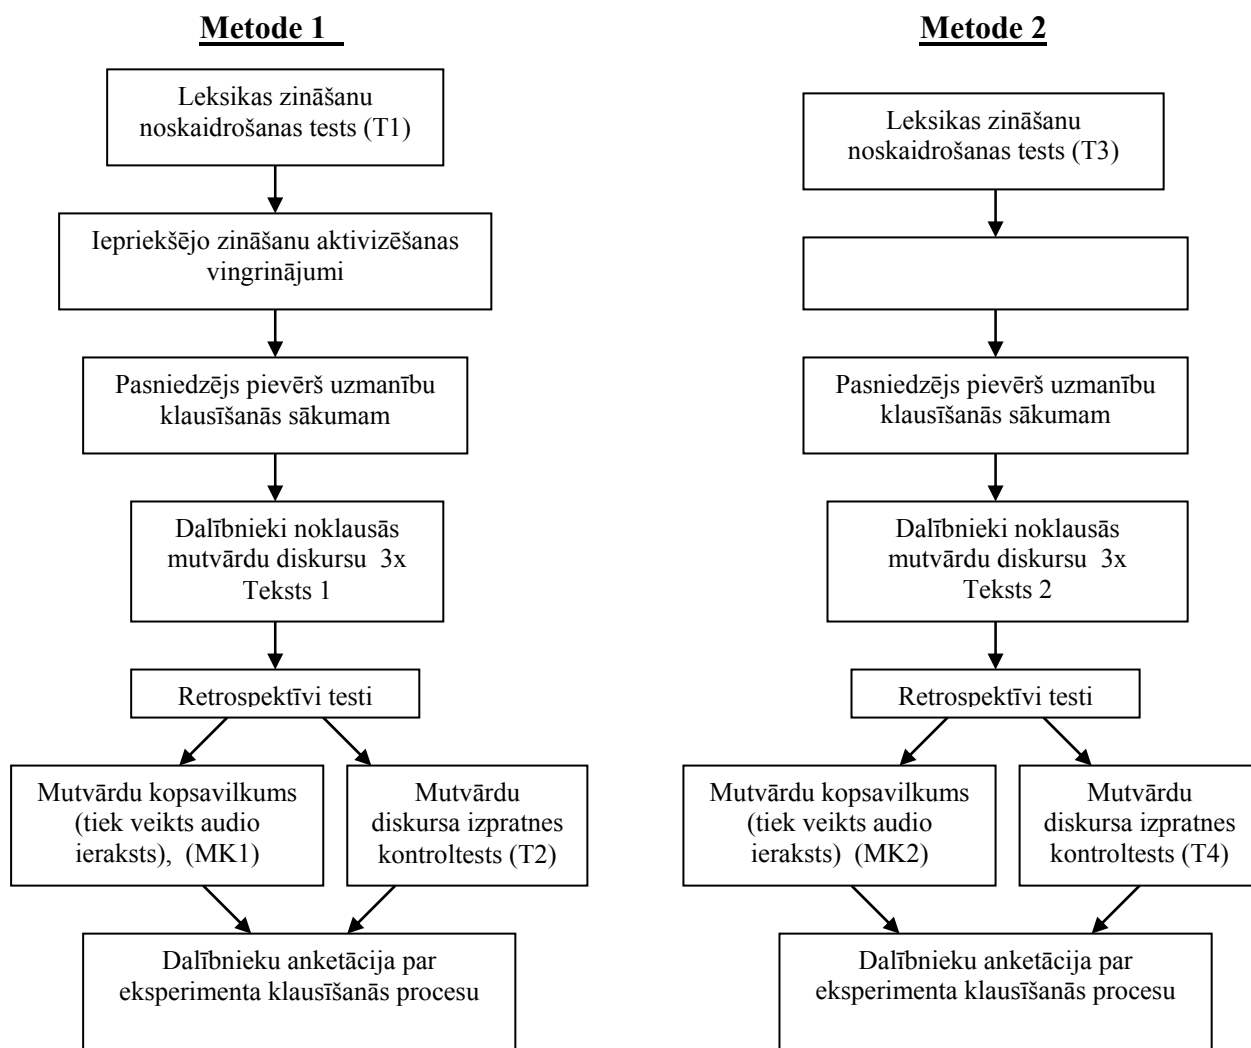 Metode 1
Leksikas zināšanu
noskaidrošanas tests (T1)
Iepriekšējo zināšanu aktivizēšanas
vingrinājumi
Pasniedzējs pievērš uzmanību
klausīšanās sākumam
Dalībnieki noklausās
mutvārdu diskursu 3x
Teksts 1
Retrospektīvi testi
Mutvārdu kopsavilkums
(tiek veikts audio
ieraksts), (MK1)
Mutvārdu
diskursa izpratnes
kontroltests (T2)
Dalībnieku anketācija par
eksperimenta klausīšanās procesu
Metode 2
Leksikas zināšanu
noskaidrošanas tests (T3)
Pasniedzējs pievērš uzmanību
klausīšanās sākumam
Dalībnieki noklausās
mutvārdu diskursu 3x
Teksts 2
Retrospektīvi testi
Mutvārdu kopsavilkums
(tiek veikts audio
ieraksts) (MK2)
Mutvārdu
diskursa izpratnes
kontroltests (T4)
Dalībnieku anketācija par
eksperimenta klausīšanās procesu